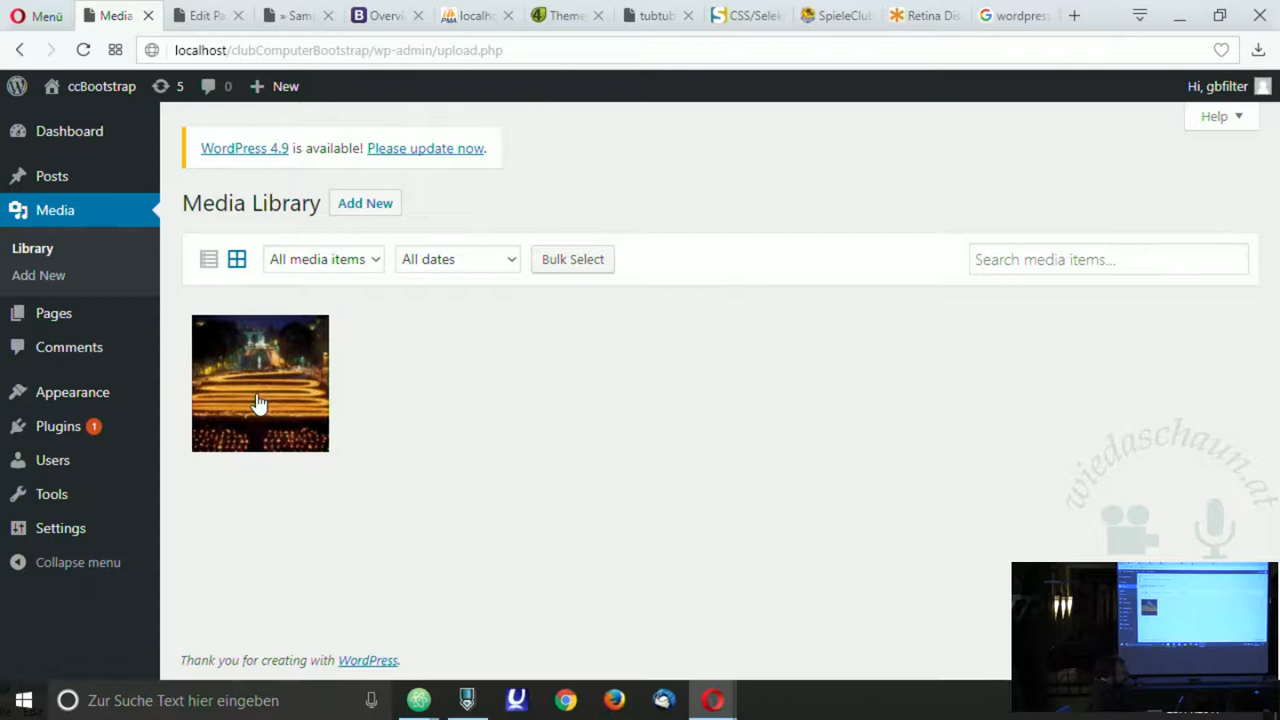 Menü
Media
Edit Pa
» Sam
Overvi
localh
Theme
tubtub
CSS/Selek
SpieleClub
Retina Dis
wordpress
localhost/clubComputerBootstrap/wp-admin/upload.php
ccBootstrap
5
0
New
Hi, gbfilter
Help
WordPress 4.9 is available! Please update now.
Media Library
Add New
All media items
All dates
Bulk Select
Search media items...
Dashboard
Posts
Media
Library
Add New
Pages
Comments
Appearance
Plugins 1
Users
Tools
Settings
Collapse menu
wiedaschaun.at
Thank you for creating with WordPress.
Zur Suche Text hier eingeben